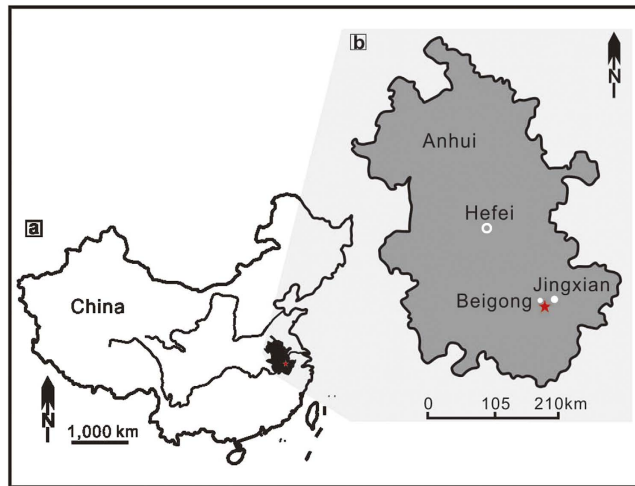 a
China
N
1,000 km
b
N
Anhui
Hefei
Jingxian
Beigong
0 105 210km